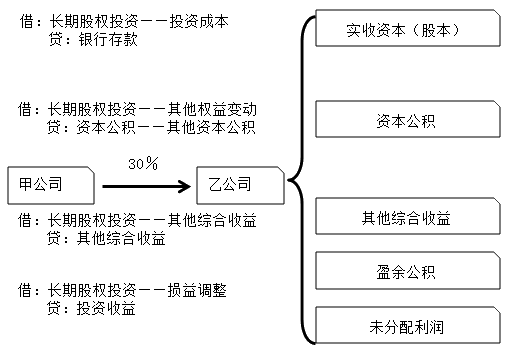 借：长期股权投资——投资成本
贷：银行存款
实收资本（股本）
借：长期股权投资——其他权益变动
贷：资本公积——其他资本公积
资本公积
30%
甲公司
乙公司
借：长期股权投资——其他综合收益
贷：其他综合收益
其他综合收益
盈余公积
借：长期股权投资——损益调整
贷：投资收益
未分配利润